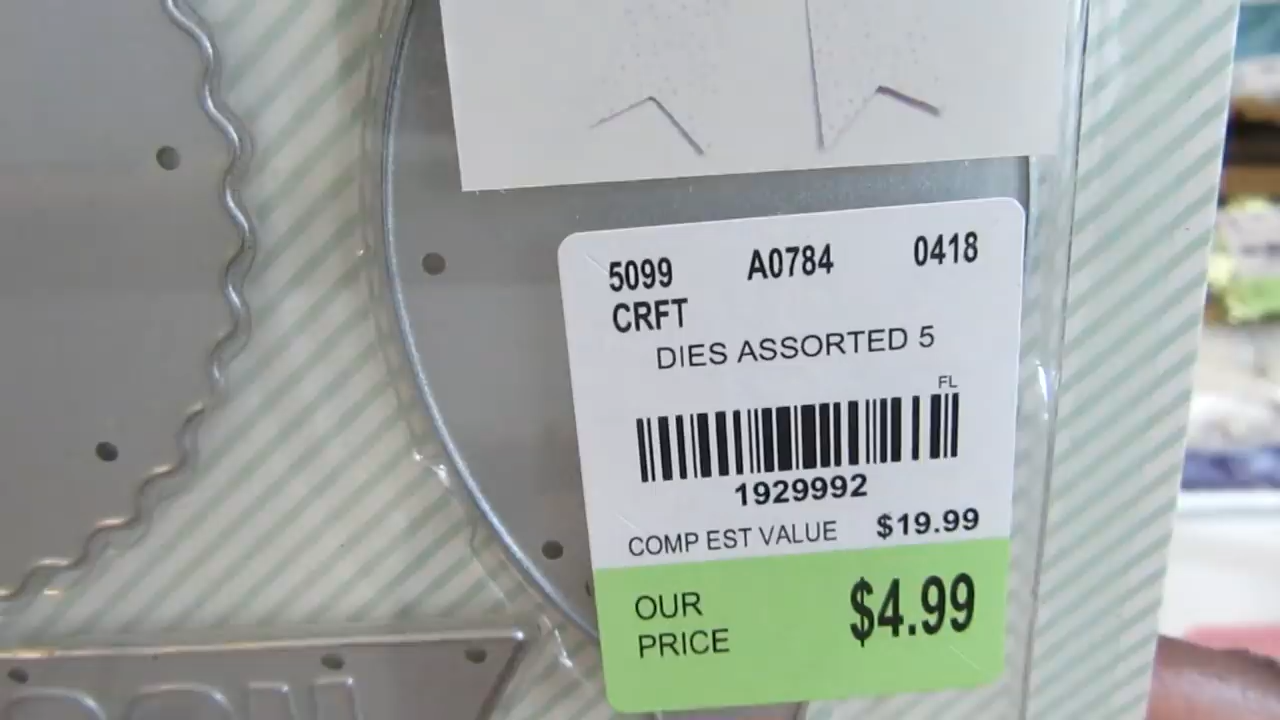 5099 A0784 0418
CRFT
DIES ASSORTED 5
FL
1929992
COMP EST VALUE $19.99
OUR
PRICE $4.99